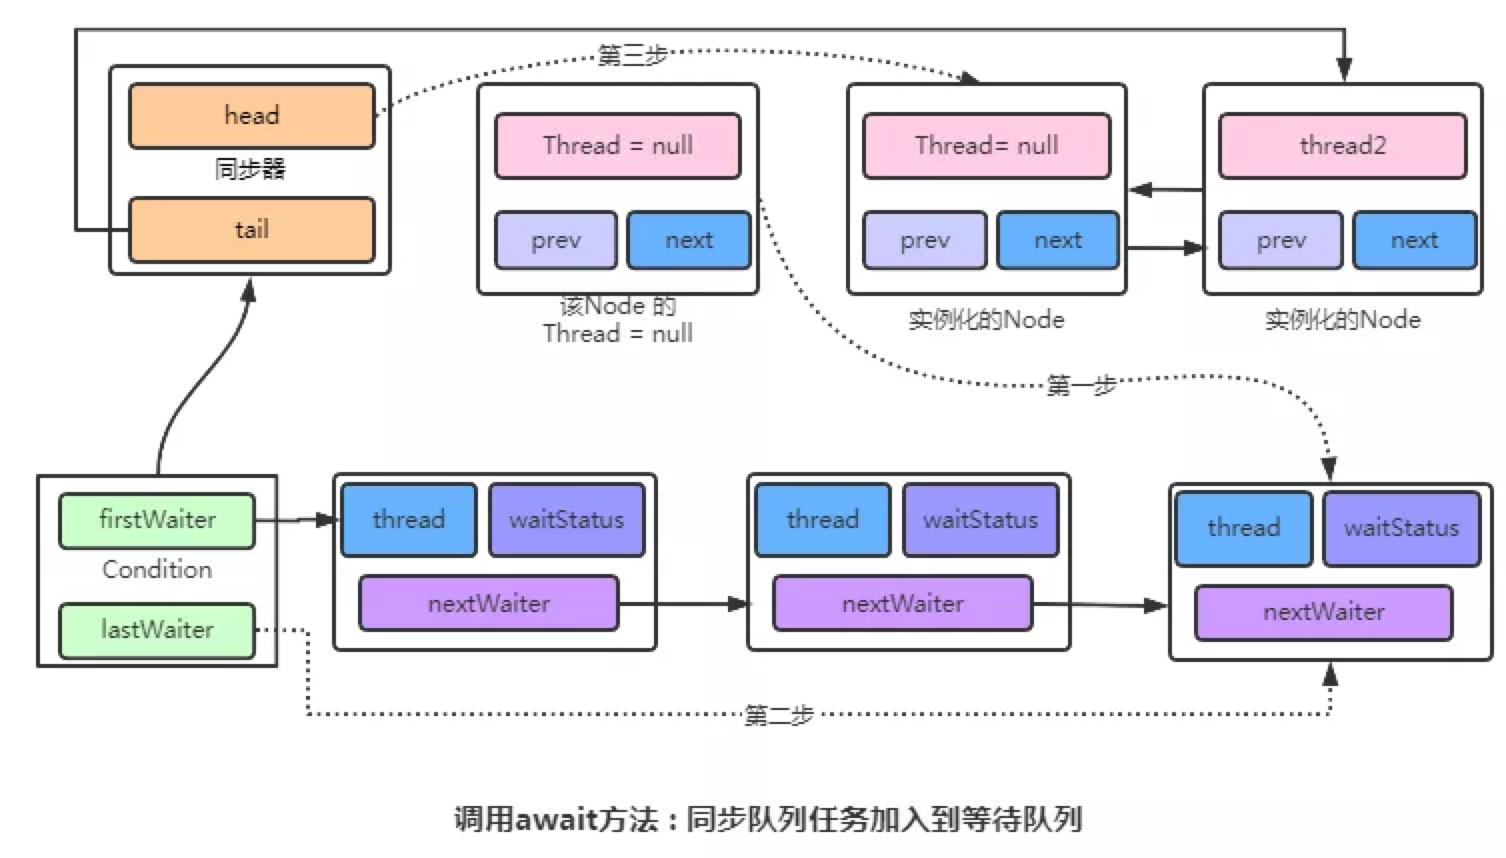 第三步
head
同步器
tail
Thread = null
prev
next
该Node 的
Thread = null
Thread= null
prev
next
实例化的Node
thread2
prev
next
实例化的Node
第一步
firstWaiter
Condition
lastWaiter
thread
waitStatus
nextWaiter
thread
waitStatus
nextWaiter
thread
waitStatus
nextWaiter
第二步
调用await方法：同步队列任务加入到等待队列